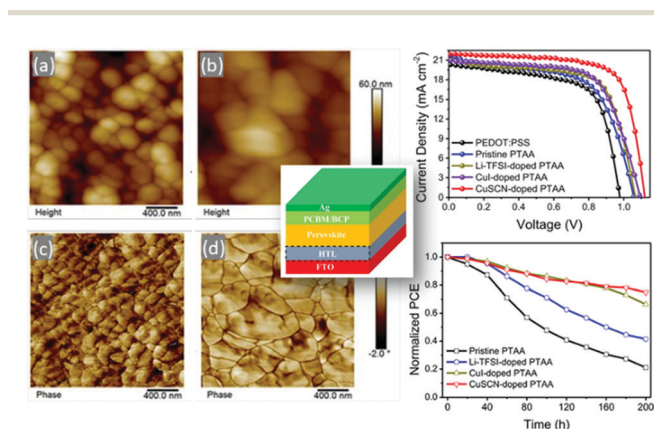 (a)
(b)
60.0 nm
Height
400.0 nm
Height
400.0 nm
(c)
(d)
-2.0 °
Phase
400.0 nm
Phase
400.0 nm
Ag
PCBM/BCP
Perovskite
HTL
FTO
Current Density (mA cm⁻²)
21
18
15
12
9
6
3
0
PEDOT:PSS
Pristine PTAA
Li-TFSI-doped PTAA
CuI-doped PTAA
CuSCN-doped PTAA
0.0 0.2 0.4 0.6 0.8 1.0
Voltage (V)
Normalized PCE
1.0
0.8
0.6
0.4
0.2
0.0
Pristine PTAA
Li-TFSI-doped PTAA
CuI-doped PTAA
CuSCN-doped PTAA
0 40 80 120 160 200
Time (h)